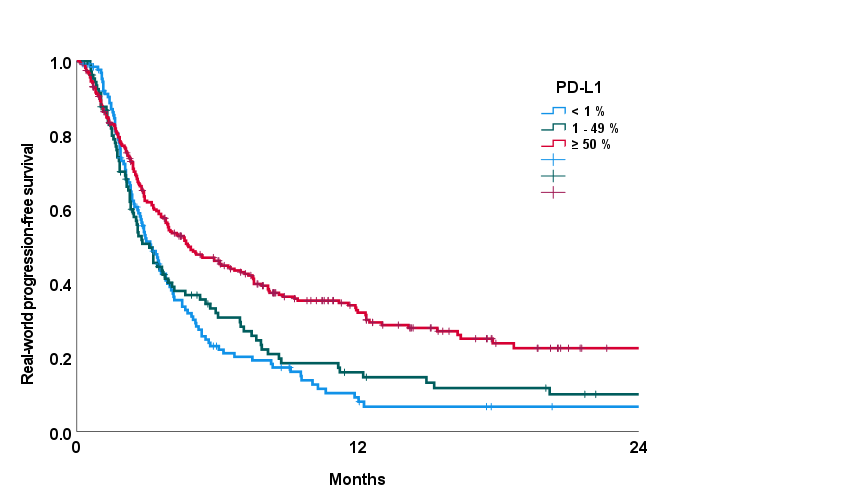 PD-L1
< 1 %
1 - 49 %
≥ 50 %
Real-world progression-free survival
1.0
0.8
0.6
0.4
0.2
0.0
0
12
24
Months